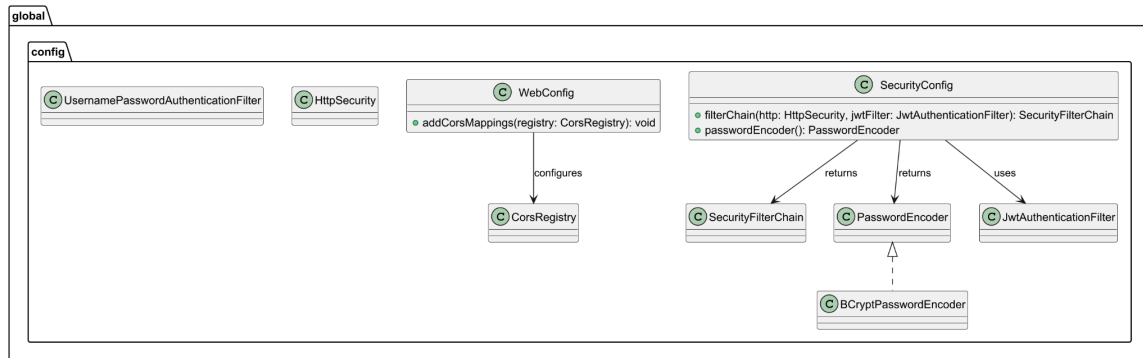 global
config
C UsernamePasswordAuthenticationFilter
C HttpSecurity
C WebConfig
addCorsMappings(registry: CorsRegistry): void
C SecurityConfig
filterChain(http: HttpSecurity, jwtFilter: JwtAuthenticationFilter): SecurityFilterChain
passwordEncoder(): PasswordEncoder
configures
returns
returns
uses
C CorsRegistry
C SecurityFilterChain
C PasswordEncoder
C JwtAuthenticationFilter
C BCryptPasswordEncoder